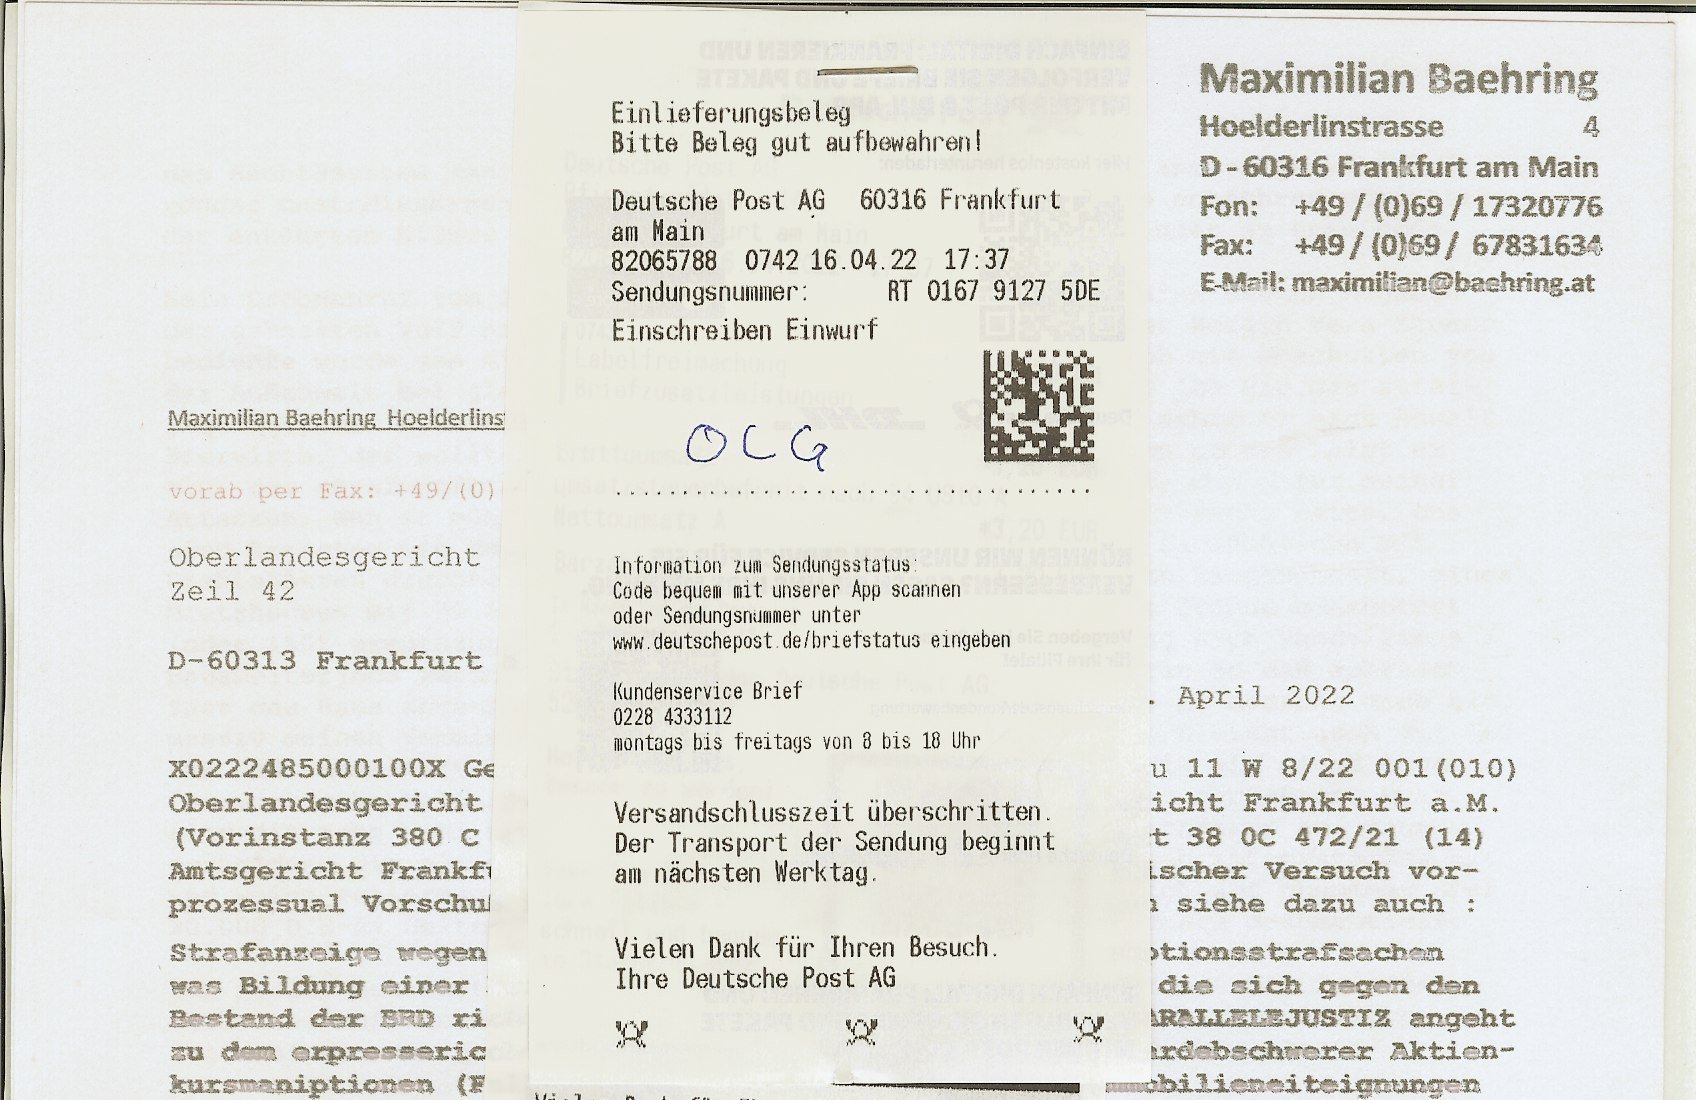 Maximilian Baehring
Hoelderlinstrasse 4
D - 60316 Frankfurt am Main
Fon: +49 / (0)69 / 17320776
Fax: +49 / (0)69 / 67831634
E-Mail: maximilian@baehring.at
Einlieferungsbeleg
Bitte Beleg gut aufbewahren!
Deutsche Post AG 60316 Frankfurt
am Main
82065788 0742 16.04.22 17:37
Sendungsnummer: RT 0167 9127 5DE
Einschreiben Einwurf
OLG
Information zum Sendungsstatus:
Code bequem mit unserer App scannen
oder Sendungsnummer unter
www.deutschepost.de/briefstatus eingeben
Kundenservice Brief
0228 4333112
montags bis freitags von 8 bis 18 Uhr
Versandschlusszeit überschritten.
Der Transport der Sendung beginnt
am nächsten Werktag.
Vielen Dank für Ihren Besuch.
Ihre Deutsche Post AG
Maximilian Baehring Hoelderlins
vorab per Fax: +49/(0)
Oberlandesgericht
Zeil 42
D-60313 Frankfurt
. April 2022
X0222485000100X Ge u 11 W 8/22 001(010)
Oberlandesgericht icht Frankfurt a.M.
(Vorinstanz 380 C t 38 0C 472/21 (14)
Amtsgericht Frankf ischer Versuch vor-
prozessual Vorschu siehe dazu auch :
Strafanzeige wegen tionsstrafsachen
was Bildung einer die sich gegen den
Bestand der BRD ri ARALLELEJUSTIZ angeht
zu dem erpresseric ardebschwerer Aktien-
kursmaniptionen (F mobilieneiteignungen